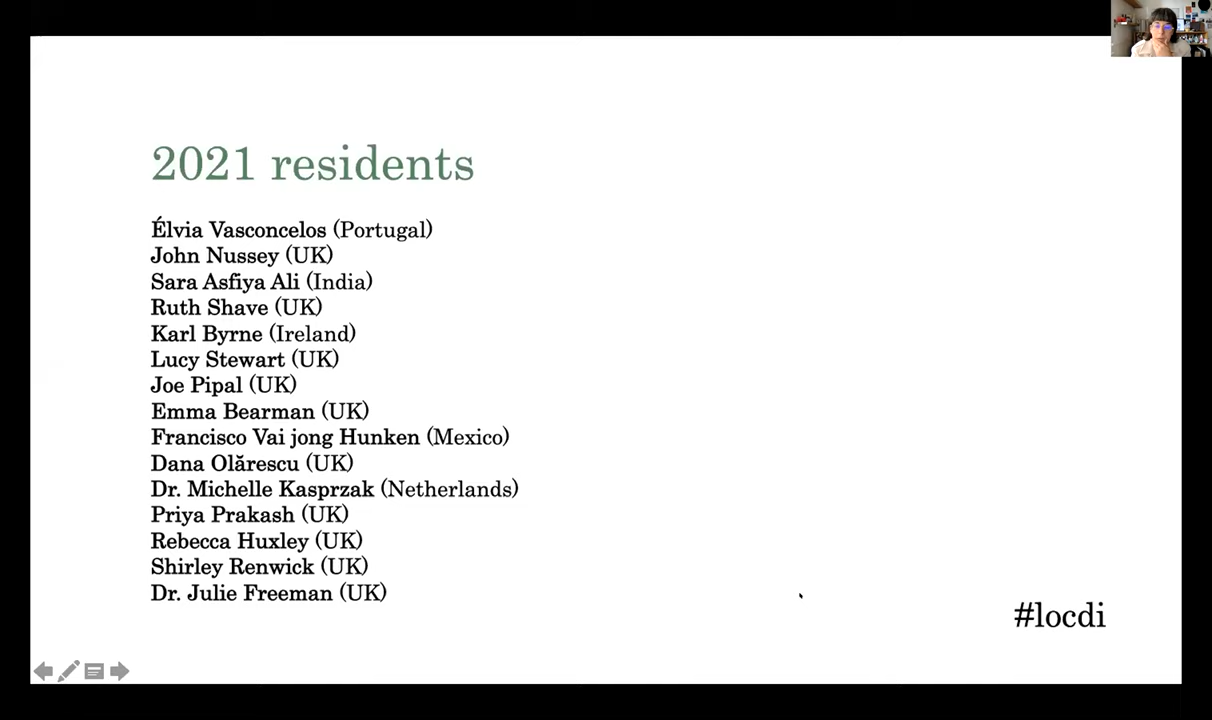 2021 residents
Élvia Vasconcelos (Portugal)
John Nussey (UK)
Sara Asfiya Ali (India)
Ruth Shave (UK)
Karl Byrne (Ireland)
Lucy Stewart (UK)
Joe Pipal (UK)
Emma Bearman (UK)
Francisco Vai jong Hunken (Mexico)
Dana Olărescu (UK)
Dr. Michelle Kasprzak (Netherlands)
Priya Prakash (UK)
Rebecca Huxley (UK)
Shirley Renwick (UK)
Dr. Julie Freeman (UK)
#locdi